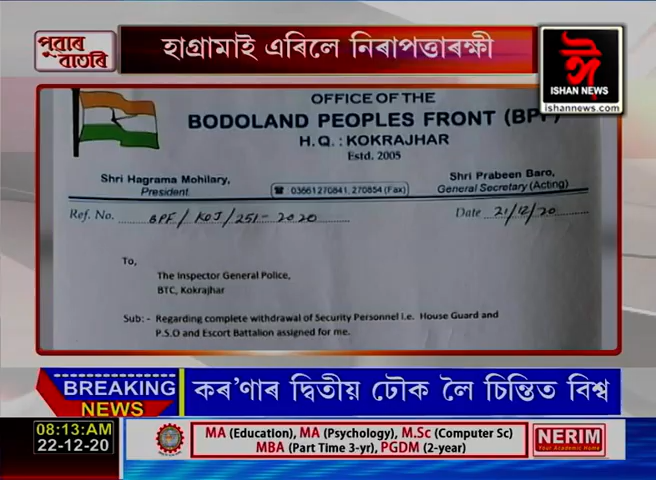 পুৱাৰ
বাতৰি
হাগ্ৰামাই এৰিলে নিৰাপত্তাৰক্ষী
ঈ
ISHAN NEWS
ishannews.com
OFFICE OF THE
BODOLAND PEOPLES FRONT (BPF)
H.Q. : KOKRAJHAR
Estd. 2005
Shri Hagrama Mohilary,
President.
☎ 03661270841, 270854 (Fax)
Shri Prabeen Baro,
General Secretary (Acting)
Ref. No. BPF/KOJ/251-2020
Date 21/12/20
To,
The Inspector General Police,
BTC, Kokrajhar
Sub: - Regarding complete withdrawal of Security Personnel i.e. House Guard and
P.S.O and Escort Battalion assigned for me.
BREAKING
NEWS
কৰ'ণাৰ দ্বিতীয় ঢৌক লৈ চিন্তিত বিশ্ব
08:13:AM
22-12-20
MA (Education), MA (Psychology), M.Sc (Computer Sc)
MBA (Part Time 3-yr), PGDM (2-year)
NERIM
Your Academic Home